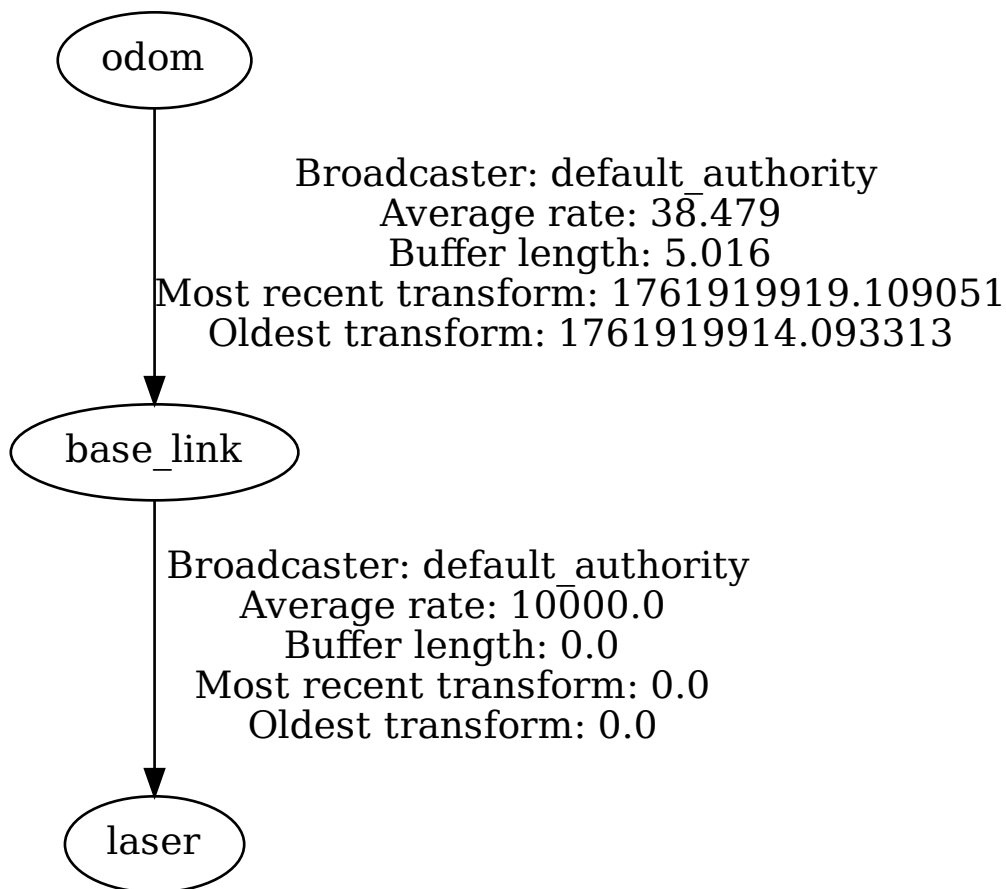 odom
Broadcaster: default_authority
Average rate: 38.479
Buffer length: 5.016
Most recent transform: 1761919919.109051
Oldest transform: 1761919914.093313
base_link
Broadcaster: default_authority
Average rate: 10000.0
Buffer length: 0.0
Most recent transform: 0.0
Oldest transform: 0.0
laser